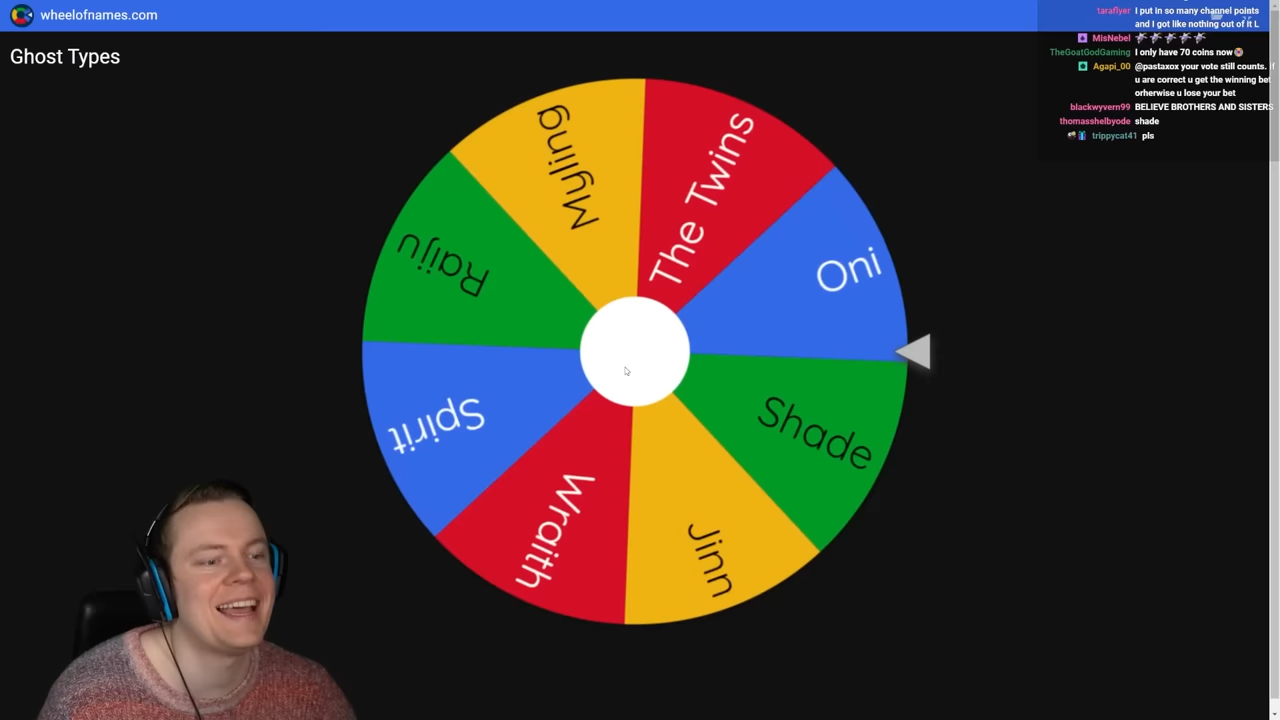 wheelofnames.com
Ghost Types
taraflyer I put in so many channel points
and I got like nothing out of it L
MisNebel
TheGoatGodGaming I only have 70 coins now
Agapi_00 @pastaxox your vote still counts. If
u are correct u get the winning bet
orherwise u lose your bet
blackwyvern99 BELIEVE BROTHERS AND SISTERS
thomasshelbyode shade
trippycat41 pls
Myling
The Twins
Oni
Raiju
Spirit
Shade
Wraith
Jinn